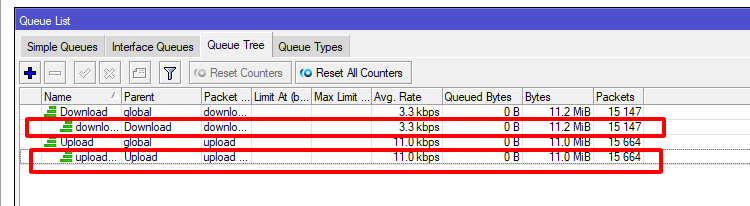 Queue List
Simple Queues Interface Queues Queue Tree Queue Types
Reset Counters Reset All Counters
Name Parent Packet ... Limit At (b... Max Limit ... Avg. Rate Queued Bytes Bytes Packets
Download global downlo... 3.3 kbps 0 B 11.2 MiB 15 147
downlo... Download downlo... 3.3 kbps 0 B 11.2 MiB 15 147
Upload global upload 11.0 kbps 0 B 11.0 MiB 15 664
upload... Upload upload ... 11.0 kbps 0 B 11.0 MiB 15 664